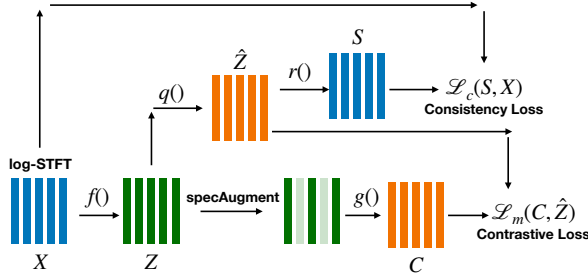 S
Ẑ
r()
q()
ℒc(S, X)
Consistency Loss
log-STFT
f()
specAugment
g()
ℒm(C, Ẑ)
Contrastive Loss
X
Z
C